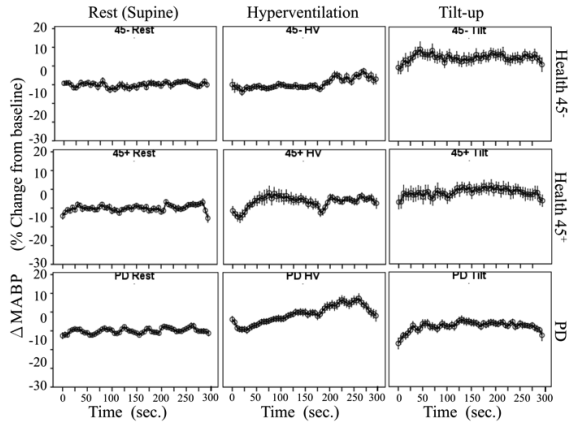 Rest (Supine) Hyperventilation Tilt-up
45- Rest 45- HV 45- Tilt
20
10
0
-10
-20
-30
Health 45-
45+ Rest 45+ HV 45+ Tilt
20
10
0
-10
-20
-30
Health 45+
PD Rest PD HV PD Tilt
20
10
0
-10
-20
-30
PD
Δ MABP (% Change from baseline)
0 50 100 150 200 250 300 0 50 100 150 200 250 300 0 50 100 150 200 250 300
Time (sec.) Time (sec.) Time (sec.)